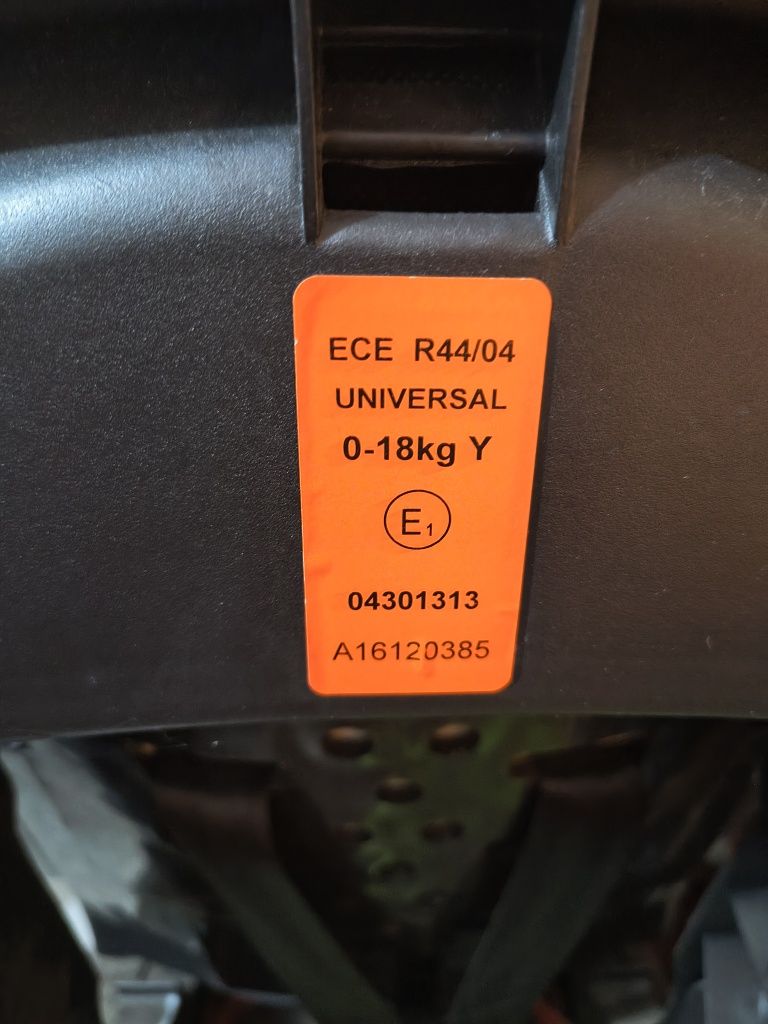 ECE R44/04
UNIVERSAL
0-18kg Y
E1
04301313
A16120385